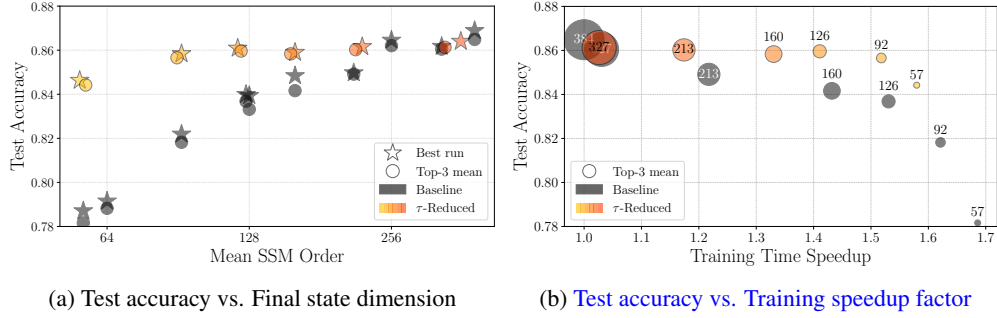 0.88
0.86
0.84
0.82
0.80
0.78
Test Accuracy
64
128
256
Mean SSM Order
Best run
Top-3 mean
Baseline
τ-Reduced
(a) Test accuracy vs. Final state dimension
0.88
0.86
0.84
0.82
0.80
0.78
Test Accuracy
384
327
213
160
126
92
57
213
160
126
92
57
1.0
1.1
1.2
1.3
1.4
1.5
1.6
1.7
Training Time Speedup
Best run
Top-3 mean
Baseline
τ-Reduced
(b) Test accuracy vs. Training speedup factor